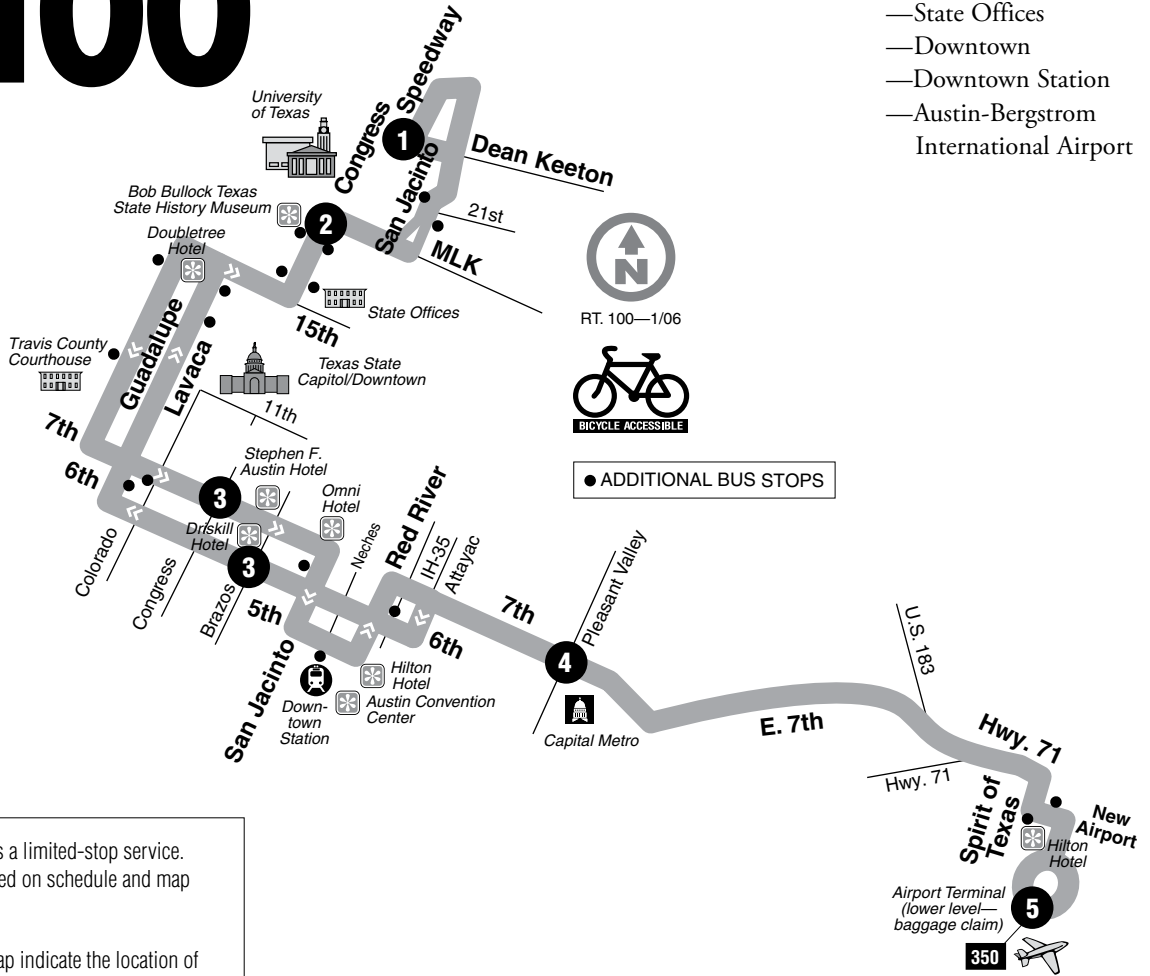 100
—State Offices
—Downtown
—Downtown Station
—Austin-Bergstrom
International Airport
Speedway
University
of Texas
Congress
1
San Jacinto
Dean Keeton
Bob Bullock Texas
State History Museum
2
21st
MLK
Doubletree
Hotel
N
RT. 100—1/06
State Offices
15th
Travis County
Courthouse
Guadalupe
Lavaca
Texas State
Capitol/Downtown
BICYCLE ACCESSIBLE
11th
7th
6th
Stephen F.
Austin Hotel
ADDITIONAL BUS STOPS
3
Omni
Hotel
Driskill
Hotel
3
Red River
Neches
IH-35
Attayac
Colorado
Congress
Brazos
5th
7th
6th
Pleasant Valley
4
San Jacinto
Hilton
Hotel
Down-
town
Station
Austin Convention
Center
Capital Metro
E. 7th
U.S. 183
Hwy. 71
Hwy. 71
Spirit of
Texas
New
Airport
Hilton
Hotel
Airport Terminal
(lower level—
baggage claim)
5
350
s a limited-stop service.
ed on schedule and map
ap indicate the location of